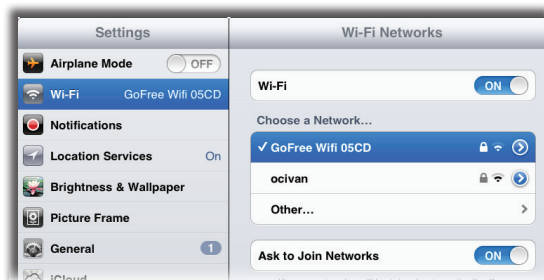 Settings
Airplane Mode OFF
Wi-Fi GoFree Wifi 05CD
Notifications
Location Services On
Brightness & Wallpaper
Picture Frame
General 1
iCloud
Wi-Fi Networks
Wi-Fi ON
Choose a Network...
GoFree Wifi 05CD
ocivan
Other...
Ask to Join Networks ON